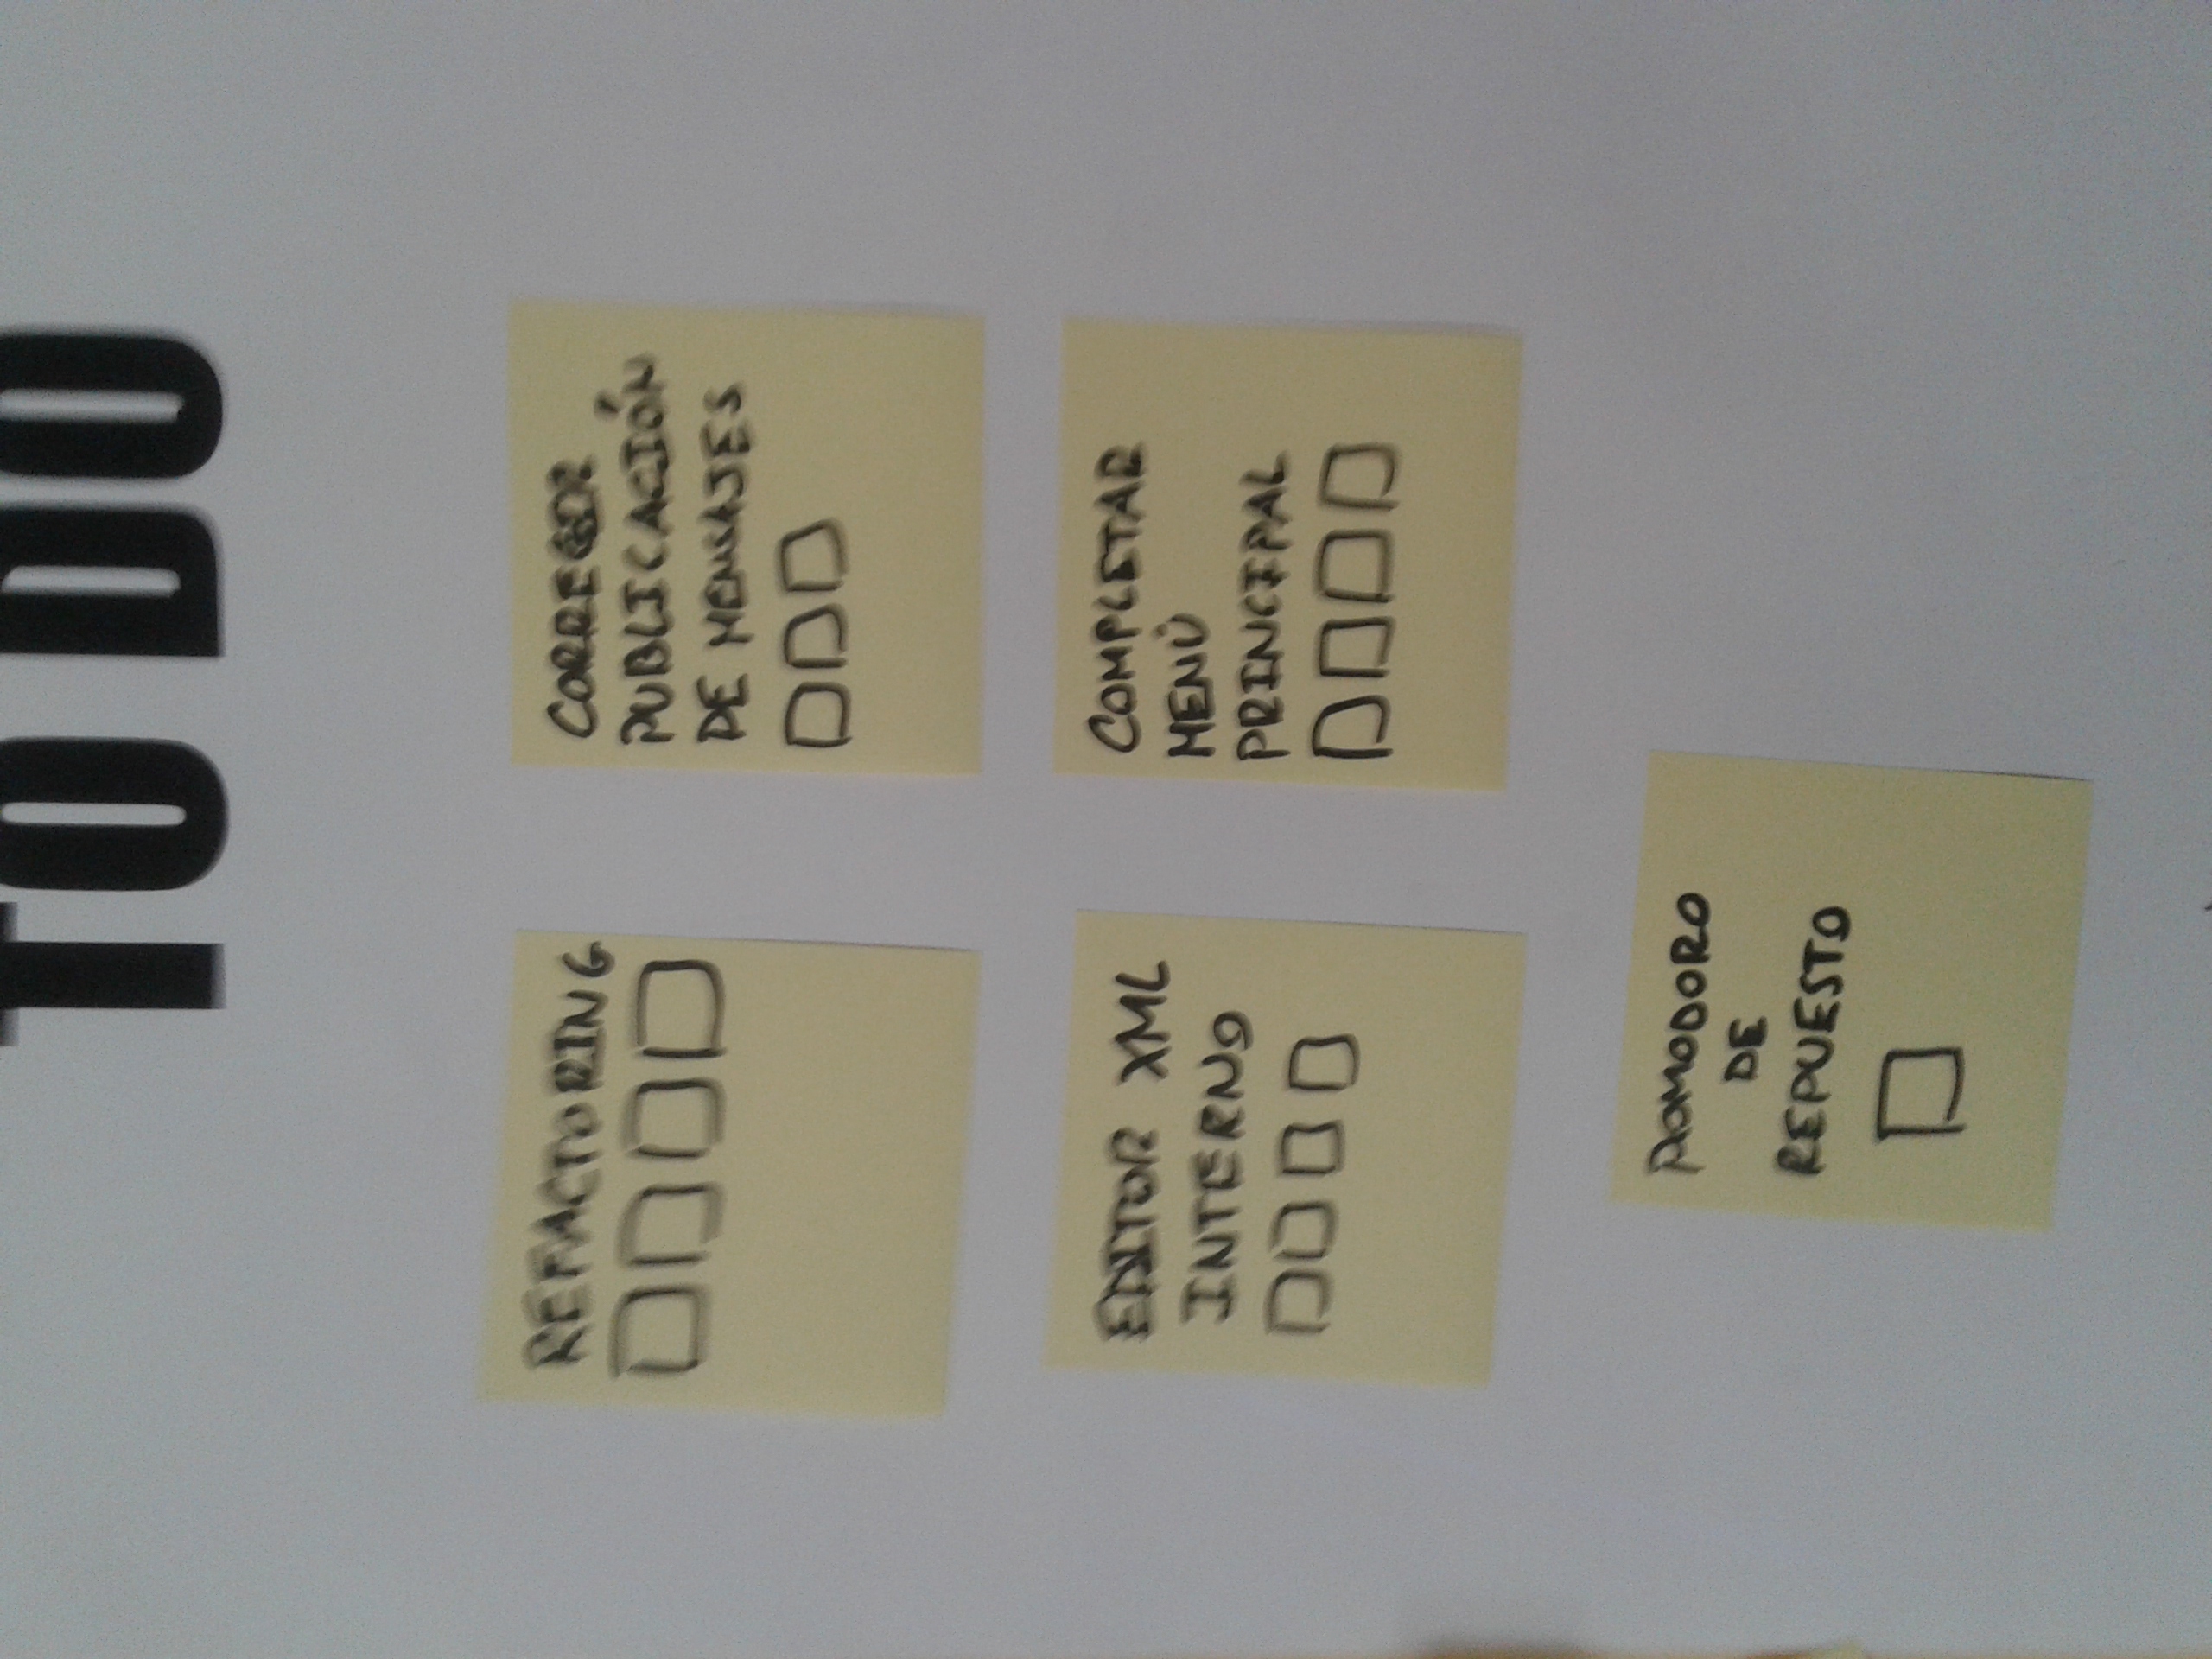 TO DO
REFACTORING
CORREGIR
PUBLICACIÓN
DE MENSAJES
EDITOR XML
INTERNO
COMPLETAR
MENÚ
PRINCIPAL
POMODORO
DE
REPUESTO